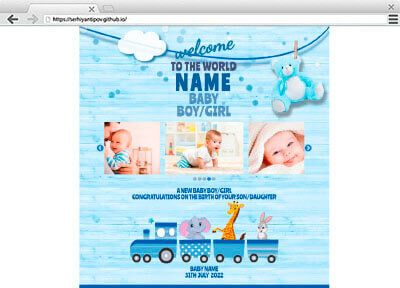 https://serhiyantipov.github.io/
welcome
TO THE WORLD
NAME
BABY
BOY/GIRL
A NEW BABY BOY/GIRL
CONGRATULATIONS ON THE BIRTH OF YOUR SON/DAUGHTER
BABY NAME
31TH JULY 2022